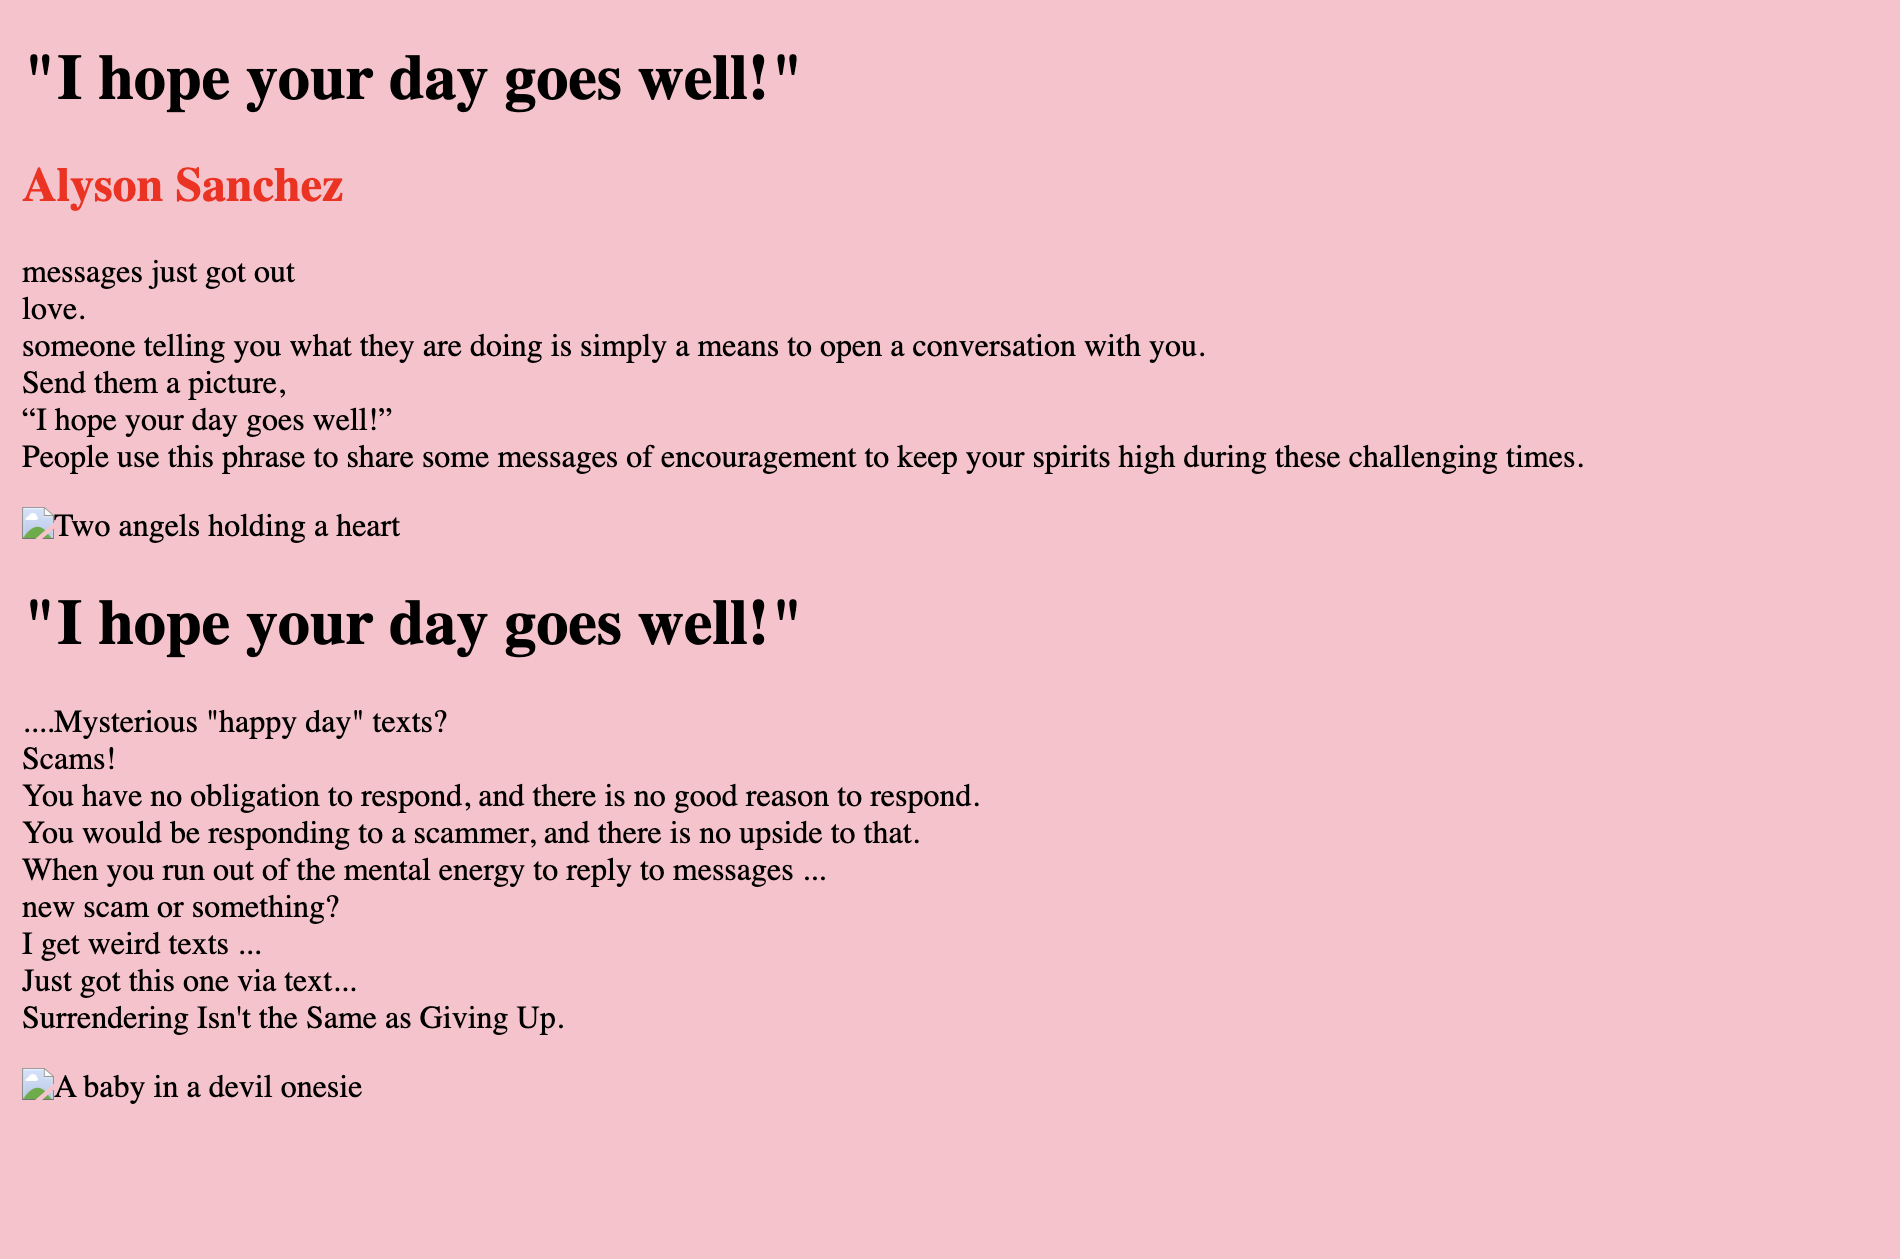 "I hope your day goes well!"
Alyson Sanchez
messages just got out
love.
someone telling you what they are doing is simply a means to open a conversation with you.
Send them a picture,
“I hope your day goes well!”
People use this phrase to share some messages of encouragement to keep your spirits high during these challenging times.
Two angels holding a heart
"I hope your day goes well!"
....Mysterious "happy day" texts?
Scams!
You have no obligation to respond, and there is no good reason to respond.
You would be responding to a scammer, and there is no upside to that.
When you run out of the mental energy to reply to messages ...
new scam or something?
I get weird texts ...
Just got this one via text...
Surrendering Isn't the Same as Giving Up.
A baby in a devil onesie